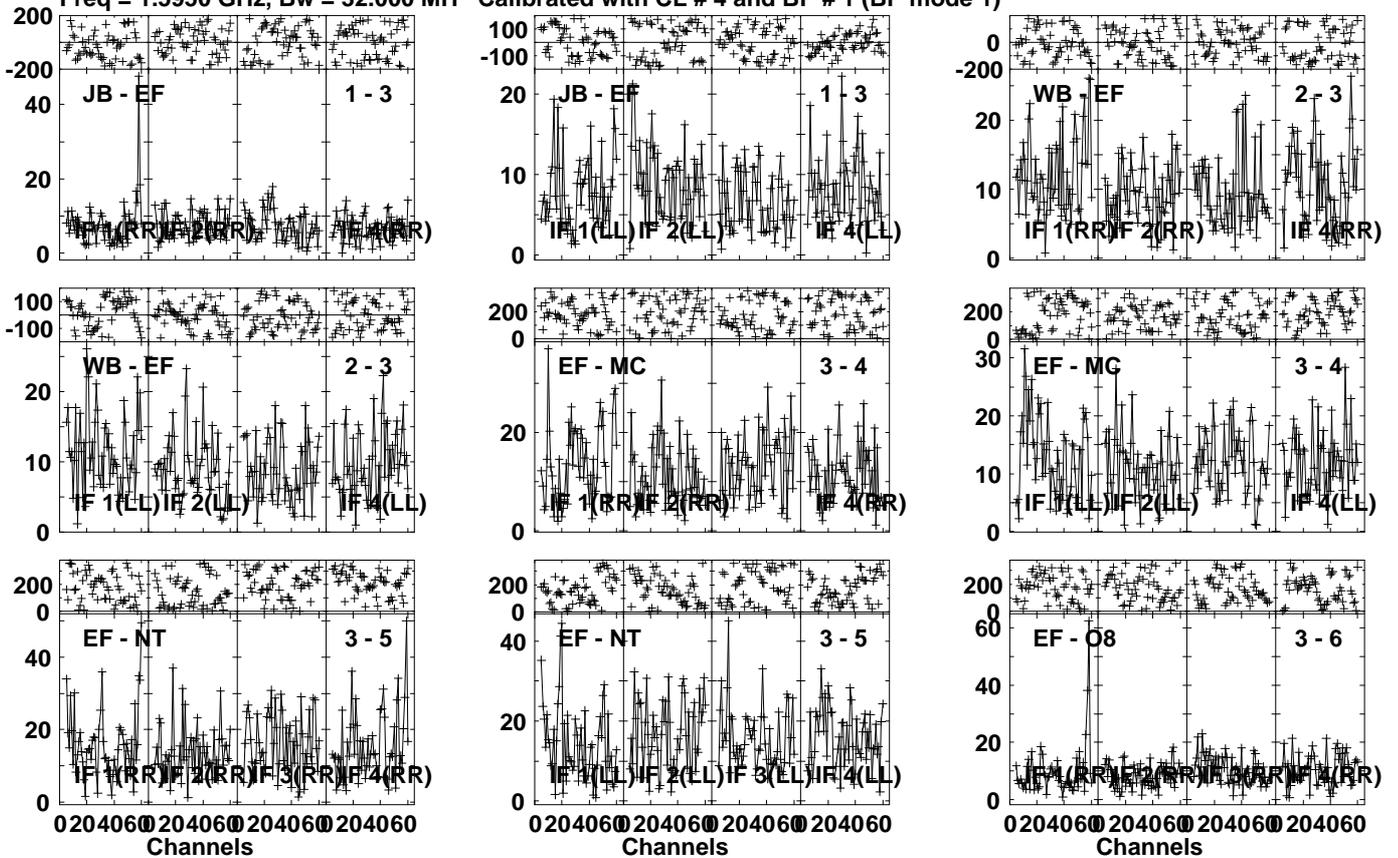 Freq = 1.5950 GHz, Bw = 32.000 MH Calibrated with CL # 4 and BP # 1 (BP mode 1)
200
-200
JB - EF 1 - 3
40
20
0
IF 1(RR) IF 2(RR) IF 4(RR)
100
-100
JB - EF 1 - 3
20
10
0
IF 1(LL) IF 2(LL) IF 4(LL)
0
-200
WB - EF 2 - 3
20
10
0
IF 1(RR) IF 2(RR) IF 4(RR)
100
-100
WB - EF 2 - 3
20
10
0
IF 1(LL) IF 2(LL) IF 4(LL)
200
0
EF - MC 3 - 4
20
0
IF 1(RR) IF 2(RR) IF 4(RR)
200
0
EF - MC 3 - 4
30
20
10
0
IF 1(LL) IF 2(LL) IF 4(LL)
200
0
EF - NT 3 - 5
40
20
0
IF 1(RR) IF 2(RR) IF 3(RR) IF 4(RR)
0 20 40 60 0 20 40 60 0 20 40 60 0 20 40 60
Channels
200
0
EF - NT 3 - 5
40
20
0
IF 1(LL) IF 2(LL) IF 3(LL) IF 4(LL)
0 20 40 60 0 20 40 60 0 20 40 60 0 20 40 60
Channels
200
0
EF - O8 3 - 6
60
40
20
0
IF 1(RR) IF 2(RR) IF 3(RR) IF 4(RR)
0 20 40 60 0 20 40 60 0 20 40 60 0 20 40 60
Channels